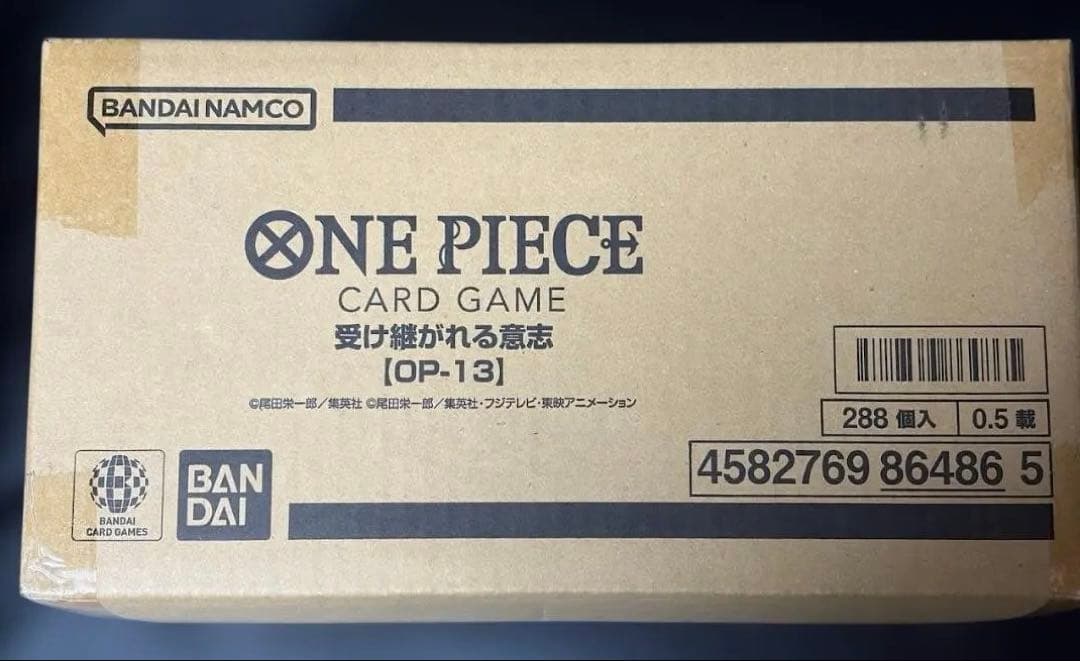 BANDAI NAMCO
ONE PIECE
CARD GAME
受け継がれる意志
【OP-13】
©尾田栄一郎／集英社 ©尾田栄一郎／集英社・フジテレビ・東映アニメーション
288 個入 0.5 載
4582769 86486 5
BANDAI
CARD GAMES
BAN
DAI